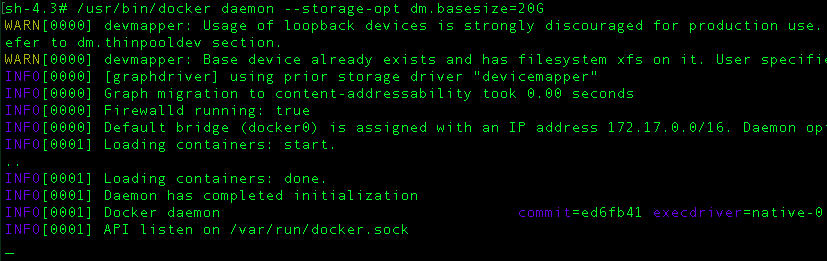 sh-4.3# /usr/bin/docker daemon --storage-opt dm.basesize=20G
WARN[0000] devmapper: Usage of loopback devices is strongly discouraged for production use.
efer to dm.thinpooldev section.
WARN[0000] devmapper: Base device already exists and has filesystem xfs on it. User specifie
INFO[0000] [graphdriver] using prior storage driver "devicemapper"
INFO[0000] Graph migration to content-addressability took 0.00 seconds
INFO[0000] Firewalld running: true
INFO[0000] Default bridge (docker0) is assigned with an IP address 172.17.0.0/16. Daemon opt
INFO[0001] Loading containers: start.
..
INFO[0001] Loading containers: done.
INFO[0001] Daemon has completed initialization
INFO[0001] Docker daemon commit=ed6fb41 execdriver=native-0
INFO[0001] API listen on /var/run/docker.sock